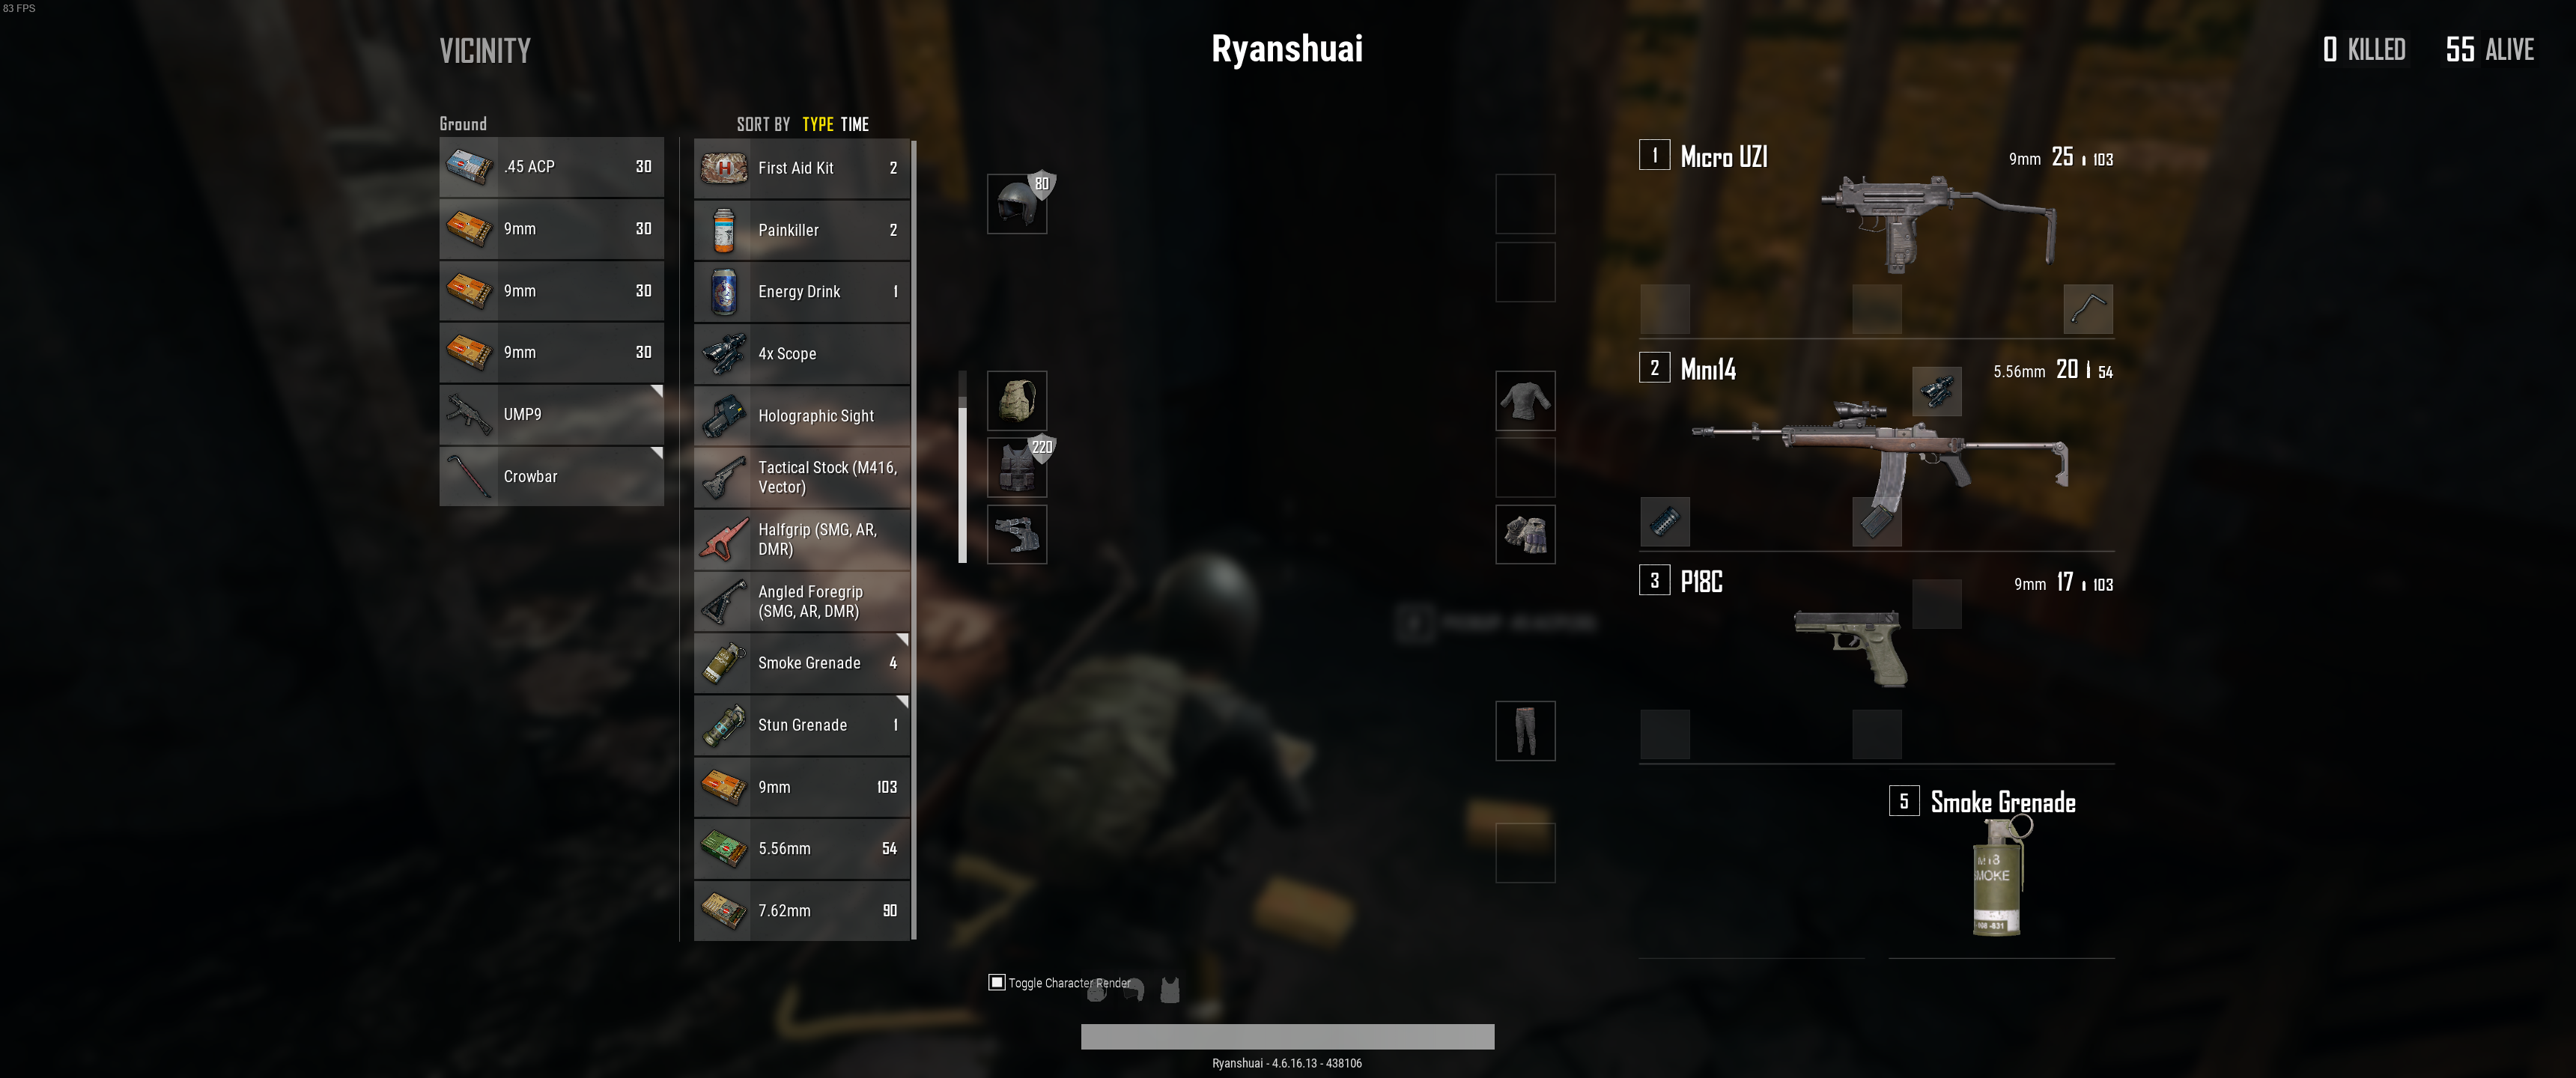 83 FPS
VICINITY
Ryanshuai
0 KILLED 55 ALIVE
Ground
.45 ACP 30
9mm 30
9mm 30
9mm 30
UMP9
Crowbar
SORT BY TYPE TIME
First Aid Kit 2
Painkiller 2
Energy Drink 1
4x Scope
Holographic Sight
Tactical Stock (M416,
Vector)
Halfgrip (SMG, AR,
DMR)
Angled Foregrip
(SMG, AR, DMR)
Smoke Grenade 4
Stun Grenade 1
9mm 103
5.56mm 54
7.62mm 90
80
220
1 Micro UZI 9mm 25 103
2 Mini14 5.56mm 20 54
3 P18C 9mm 17 103
5 Smoke Grenade
M18
SMOKE
Toggle Character Render
Ryanshuai - 4.6.16.13 - 438106